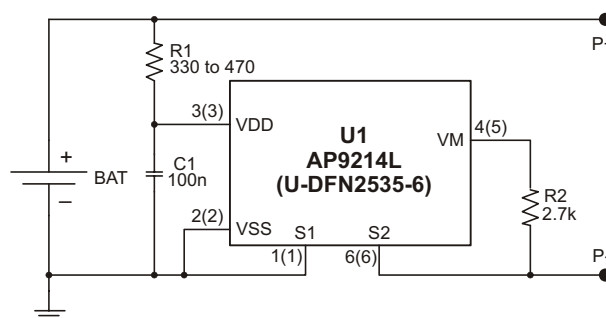 P+
R1
330 to 470
3(3)
VDD
U1
AP9214L
(U-DFN2535-6)
VM
4(5)
C1
100n
+
BAT
−
R2
2.7k
2(2)
VSS
S1
S2
1(1)
6(6)
P-